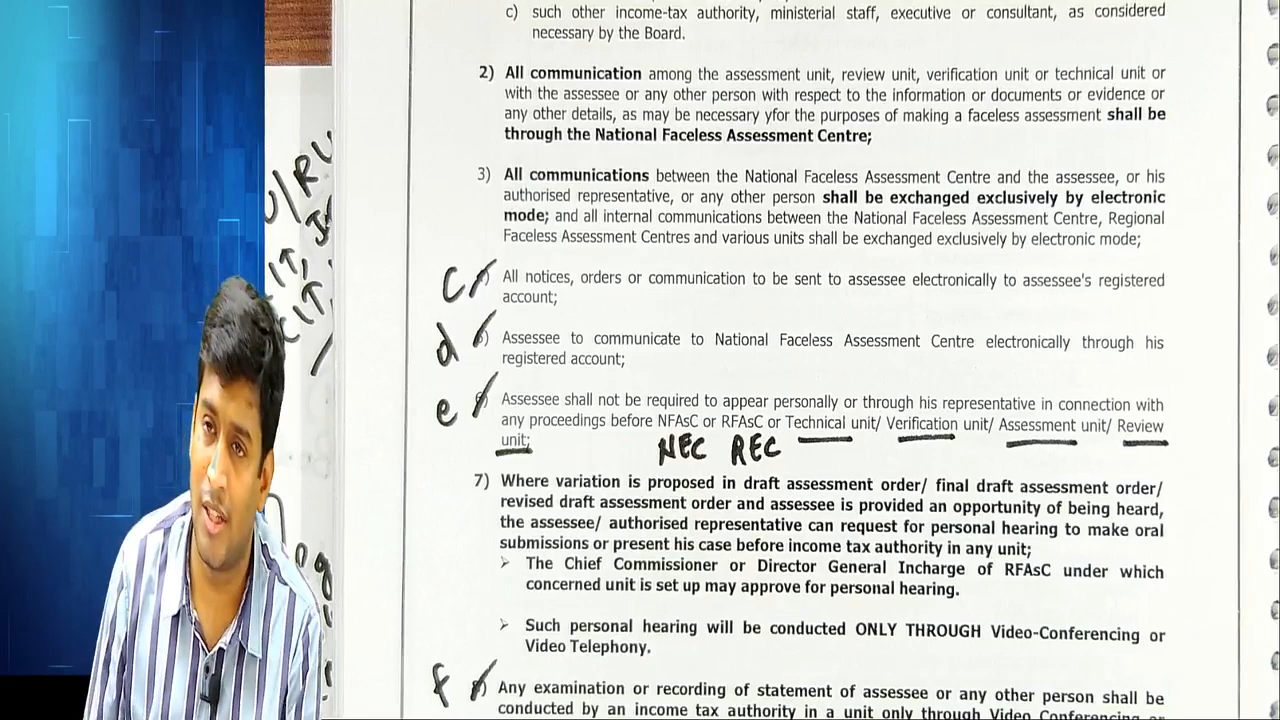 c) such other income-tax authority, ministerial staff, executive or consultant, as considered
necessary by the Board.
2) All communication among the assessment unit, review unit, verification unit or technical unit or
with the assessee or any other person with respect to the information or documents or evidence or
any other details, as may be necessary yfor the purposes of making a faceless assessment shall be
through the National Faceless Assessment Centre;
3) All communications between the National Faceless Assessment Centre and the assessee, or his
authorised representative, or any other person shall be exchanged exclusively by electronic
mode; and all internal communications between the National Faceless Assessment Centre, Regional
Faceless Assessment Centres and various units shall be exchanged exclusively by electronic mode;
c All notices, orders or communication to be sent to assessee electronically to assessee's registered
account;
d Assessee to communicate to National Faceless Assessment Centre electronically through his
registered account;
e Assessee shall not be required to appear personally or through his representative in connection with
any proceedings before NFAsC or RFAsC or Technical unit/ Verification unit/ Assessment unit/ Review
unit;
NEC REC
7) Where variation is proposed in draft assessment order/ final draft assessment order/
revised draft assessment order and assessee is provided an opportunity of being heard,
the assessee/ authorised representative can request for personal hearing to make oral
submissions or present his case before income tax authority in any unit;
➢ The Chief Commissioner or Director General Incharge of RFAsC under which
concerned unit is set up may approve for personal hearing.
➢ Such personal hearing will be conducted ONLY THROUGH Video-Conferencing or
Video Telephony.
f Any examination or recording of statement of assessee or any other person shall be
conducted by an income tax authority in a unit only through Video Conferencing or